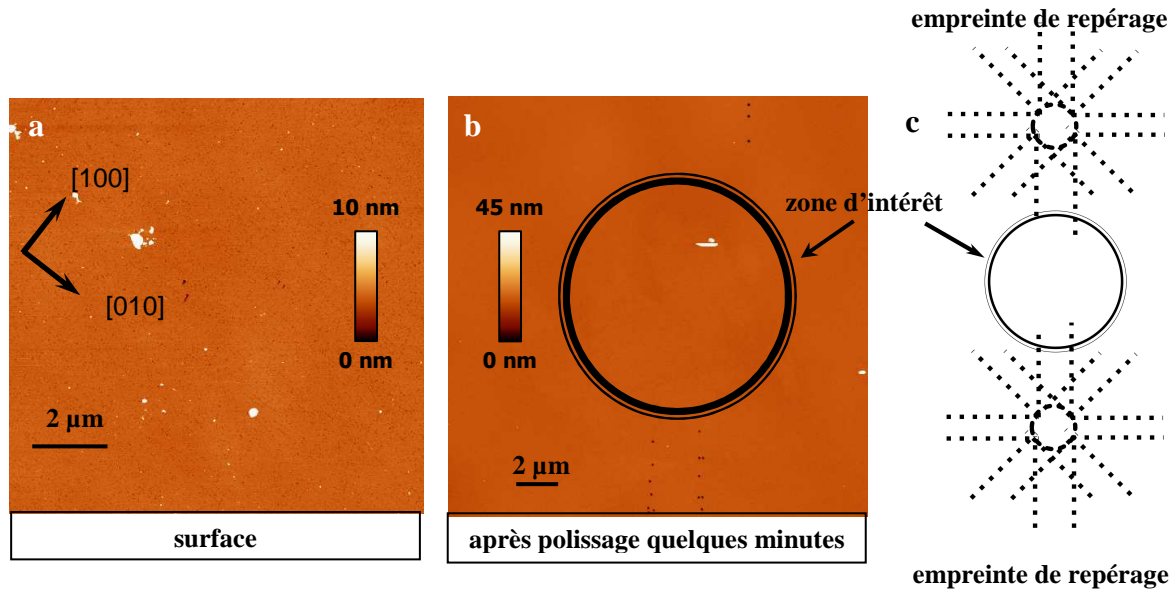 empreinte de repérage
a
b
c
[100]
[010]
10 nm
0 nm
2 µm
45 nm
0 nm
2 µm
zone d'intérêt
surface
après polissage quelques minutes
empreinte de repérage